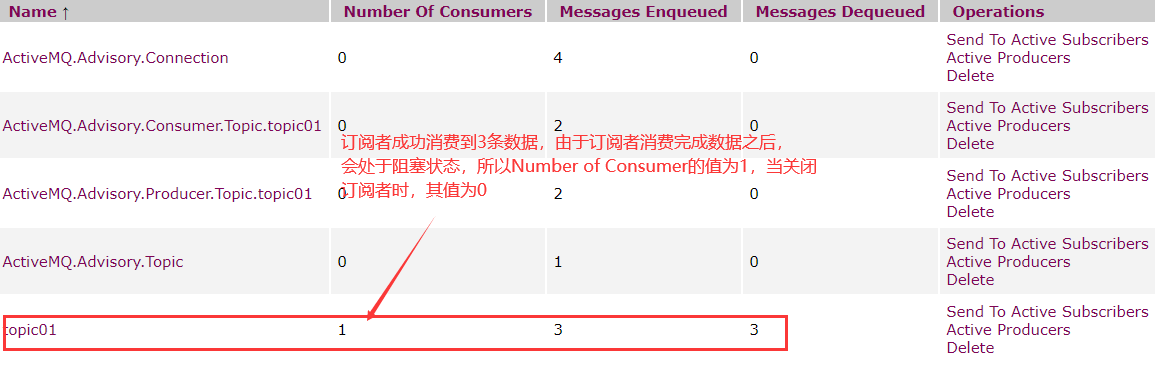 Name ↑ Number Of Consumers Messages Enqueued Messages Dequeued Operations
ActiveMQ.Advisory.Connection 0 4 0 Send To Active Subscribers
Active Producers
Delete
ActiveMQ.Advisory.Consumer.Topic.topic01 0 2 0 Send To Active Subscribers
Active Producers
Delete
订阅者成功消费到3条数据，由于订阅者消费完成数据之后，
会处于阻塞状态，所以Number of Consumer的值为1，当关闭
订阅者时，其值为0
ActiveMQ.Advisory.Producer.Topic.topic01 0 2 0 Send To Active Subscribers
Active Producers
Delete
ActiveMQ.Advisory.Topic 0 1 0 Send To Active Subscribers
Active Producers
Delete
topic01 1 3 3 Send To Active Subscribers
Active Producers
Delete